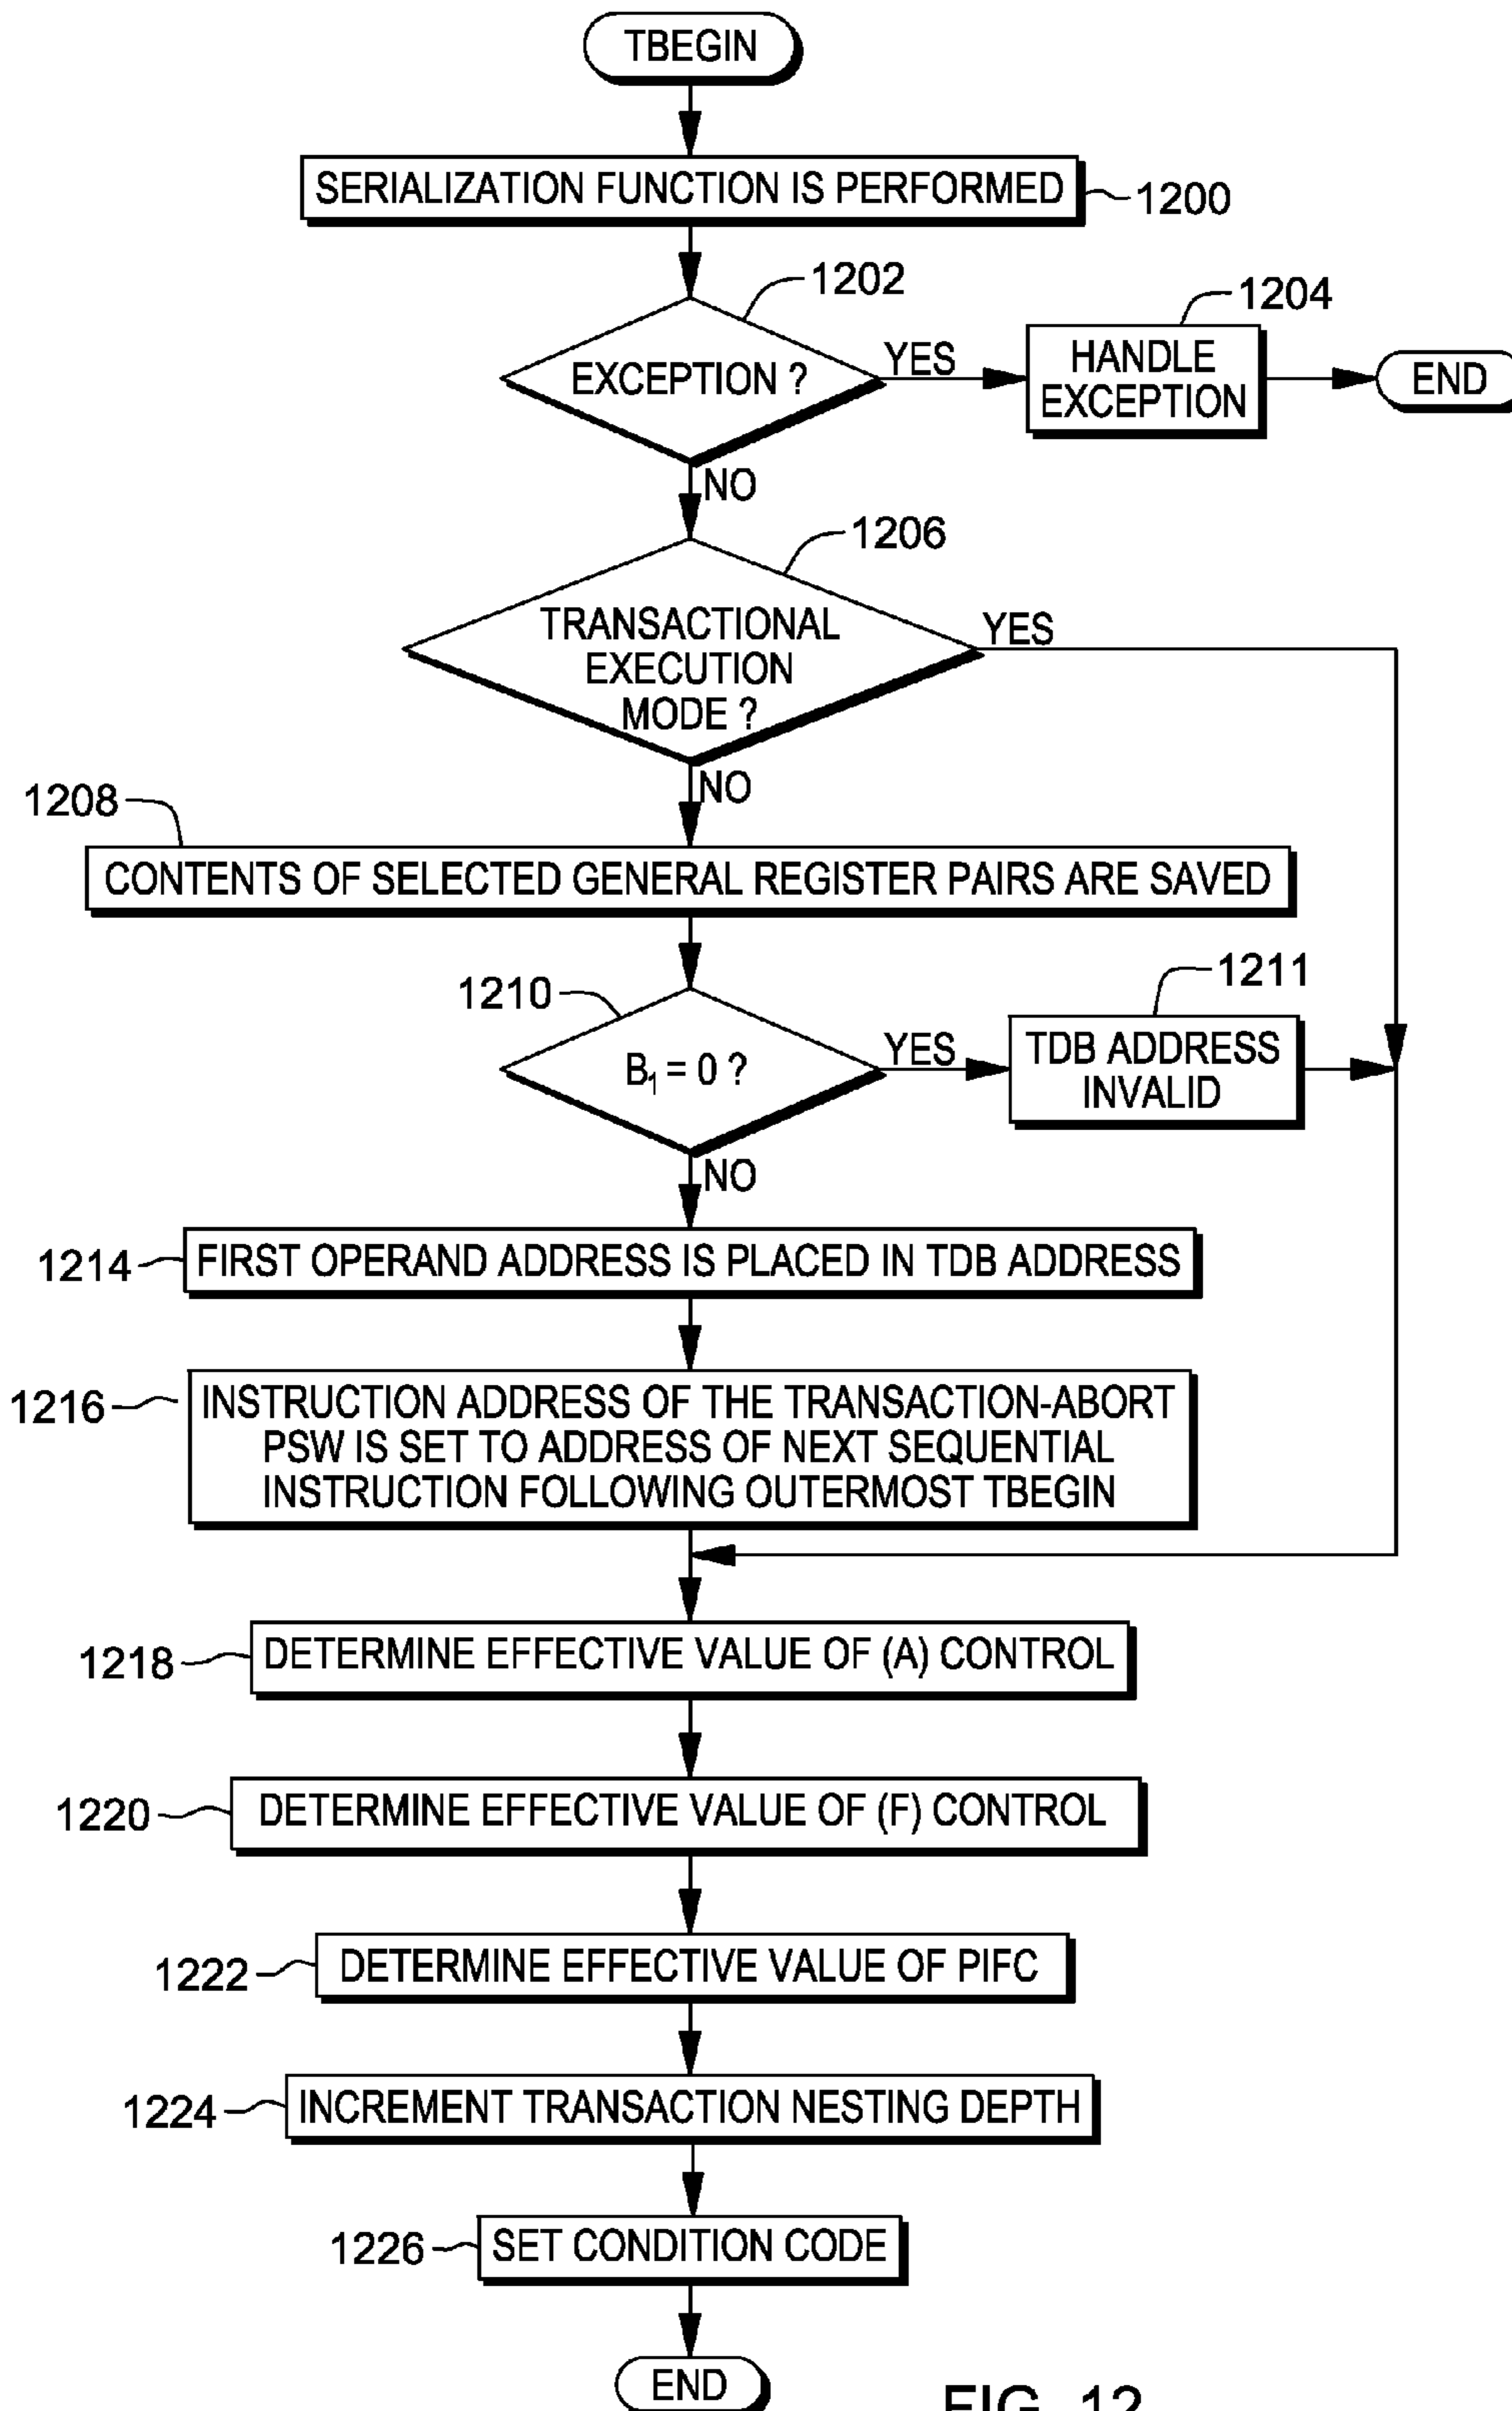 TBEGIN
SERIALIZATION FUNCTION IS PERFORMED
1200
1202
EXCEPTION ?
YES
1204
HANDLE
EXCEPTION
END
NO
1206
TRANSACTIONAL
EXECUTION
MODE ?
YES
NO
1208
CONTENTS OF SELECTED GENERAL REGISTER PAIRS ARE SAVED
1210
B1 = 0 ?
YES
1211
TDB ADDRESS
INVALID
NO
1214
FIRST OPERAND ADDRESS IS PLACED IN TDB ADDRESS
1216
INSTRUCTION ADDRESS OF THE TRANSACTION-ABORT
PSW IS SET TO ADDRESS OF NEXT SEQUENTIAL
INSTRUCTION FOLLOWING OUTERMOST TBEGIN
1218
DETERMINE EFFECTIVE VALUE OF (A) CONTROL
1220
DETERMINE EFFECTIVE VALUE OF (F) CONTROL
1222
DETERMINE EFFECTIVE VALUE OF PIFC
1224
INCREMENT TRANSACTION NESTING DEPTH
1226
SET CONDITION CODE
END
FIG. 12